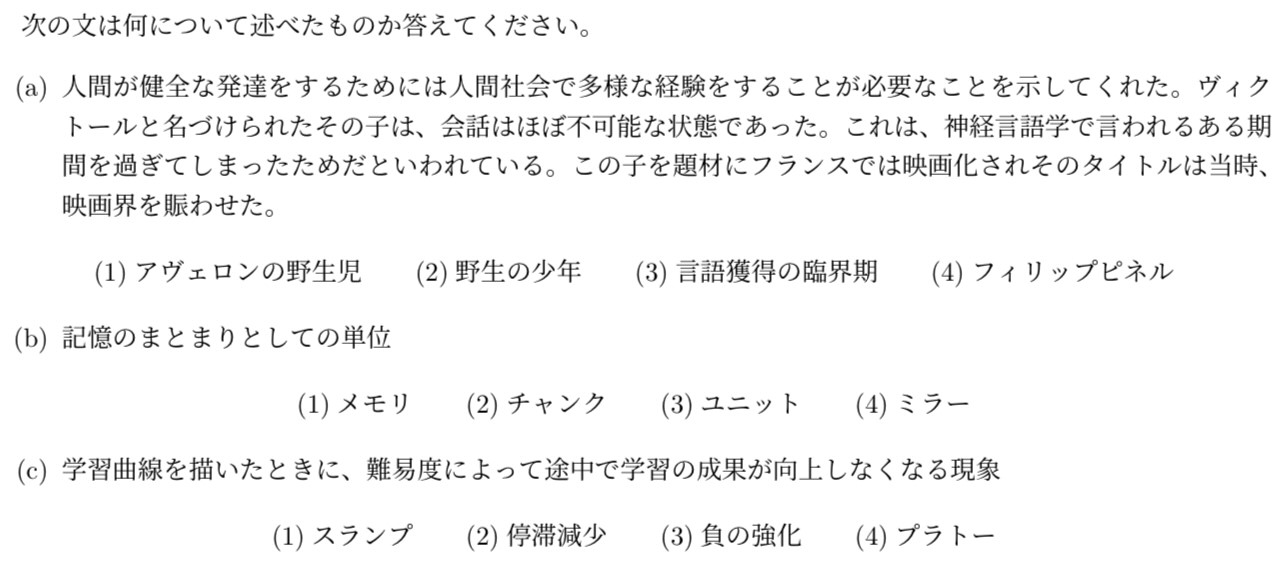 次の文は何について述べたものか答えてください。
(a) 人間が健全な発達をするためには人間社会で多様な経験をすることが必要なことを示してくれた。ヴィク
トールと名づけられたその子は、会話はほぼ不可能な状態であった。これは、神経言語学で言われるある期
間を過ぎてしまったためだといわれている。この子を題材にフランスでは映画化されそのタイトルは当時、
映画界を賑わせた。
(1) アヴェロンの野生児 (2) 野生の少年 (3) 言語獲得の臨界期 (4) フィリップピネル
(b) 記憶のまとまりとしての単位
(1) メモリ (2) チャンク (3) ユニット (4) ミラー
(c) 学習曲線を描いたときに、難易度によって途中で学習の成果が向上しなくなる現象
(1) スランプ (2) 停滞減少 (3) 負の強化 (4) プラトー